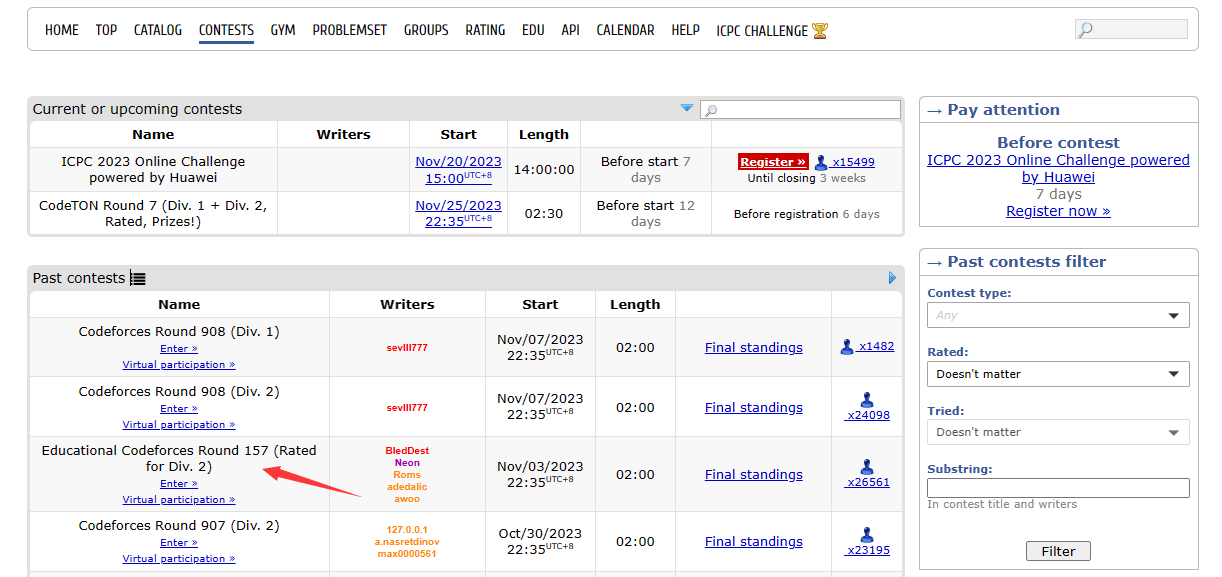 HOME TOP CATALOG CONTESTS GYM PROBLEMSET GROUPS RATING EDU API CALENDAR HELP ICPC CHALLENGE
Current or upcoming contests
Name Writers Start Length
ICPC 2023 Online Challenge
powered by Huawei
Nov/20/2023
15:00UTC+8
14:00:00
Before start 7
days
Register » x15499
Until closing 3 weeks
CodeTON Round 7 (Div. 1 + Div. 2,
Rated, Prizes!)
Nov/25/2023
22:35UTC+8
02:30
Before start 12
days
Before registration 6 days
Past contests
Name Writers Start Length
Codeforces Round 908 (Div. 1)
Enter »
Virtual participation »
sevlll777
Nov/07/2023
22:35UTC+8
02:00
Final standings
x1482
Codeforces Round 908 (Div. 2)
Enter »
Virtual participation »
sevlll777
Nov/07/2023
22:35UTC+8
02:00
Final standings
x24098
Educational Codeforces Round 157 (Rated
for Div. 2)
Enter »
Virtual participation »
BledDest
Neon
Roms
adedalic
awoo
Nov/03/2023
22:35UTC+8
02:00
Final standings
x26561
Codeforces Round 907 (Div. 2)
Enter »
Virtual participation »
127.0.0.1
a.nasretdinov
max0000561
Oct/30/2023
22:35UTC+8
02:00
Final standings
x23195
→ Pay attention
Before contest
ICPC 2023 Online Challenge powered
by Huawei
7 days
Register now »
→ Past contests filter
Contest type:
Any
Rated:
Doesn't matter
Tried:
Doesn't matter
Substring:
In contest title and writers
Filter